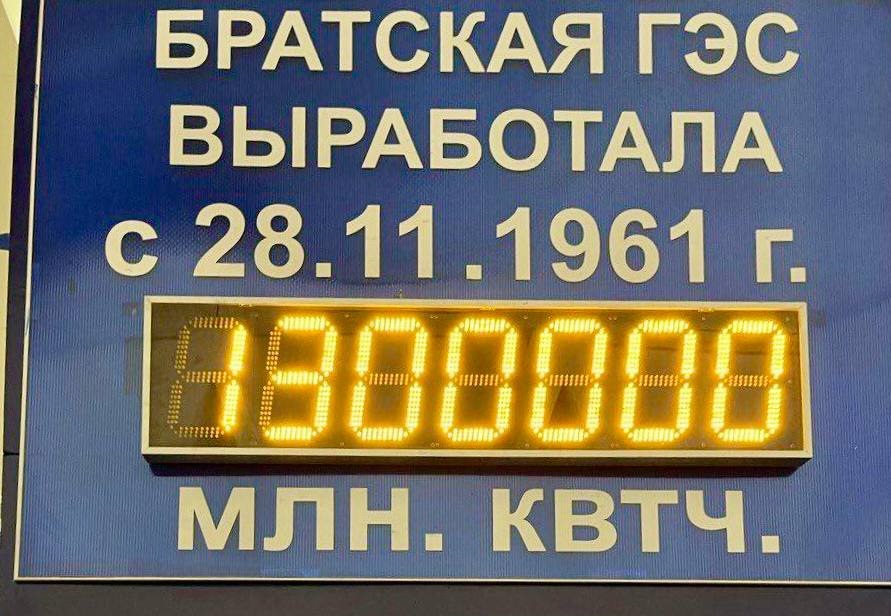 БРАТСКАЯ ГЭС
ВЫРАБОТАЛА
с 28.11.1961 г.
1300000
МЛН. КВТЧ.